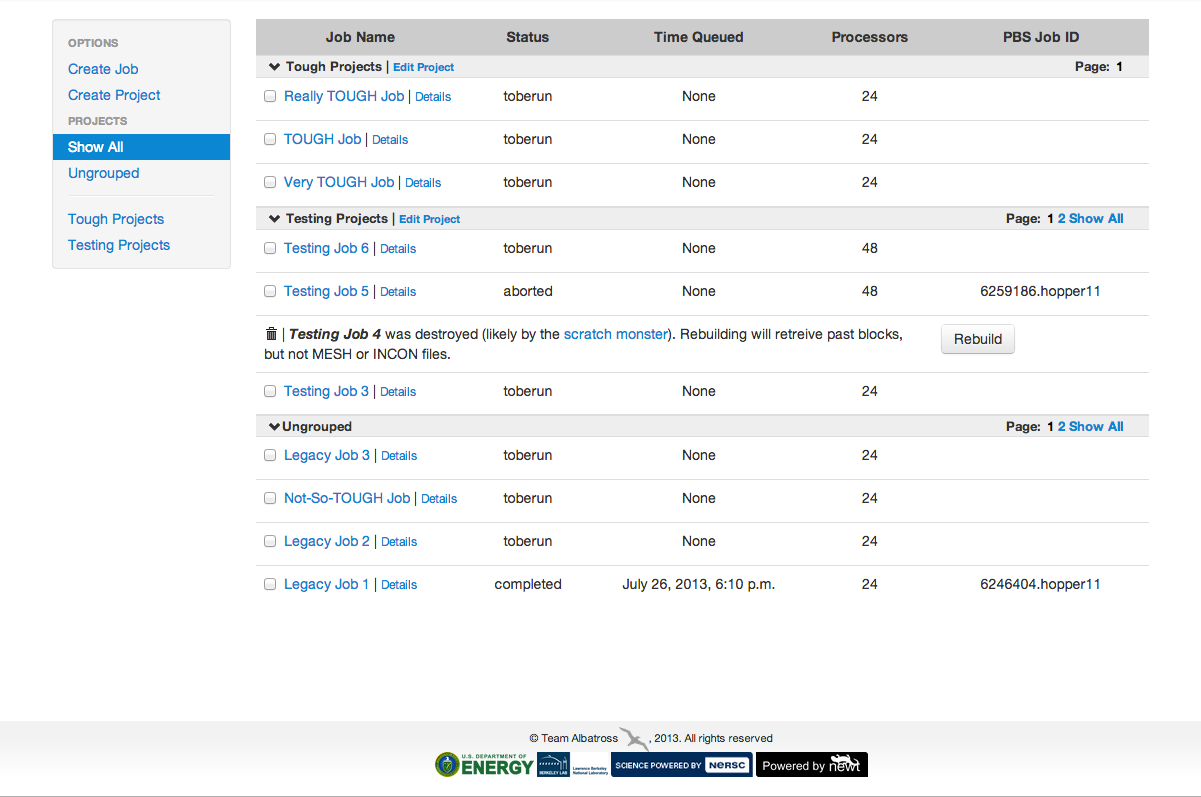 OPTIONS
Create Job
Create Project
PROJECTS
Show All
Ungrouped
Tough Projects
Testing Projects
Job Name Status Time Queued Processors PBS Job ID
Tough Projects | Edit Project Page: 1
Really TOUGH Job | Details toberun None 24
TOUGH Job | Details toberun None 24
Very TOUGH Job | Details toberun None 24
Testing Projects | Edit Project Page: 1 2 Show All
Testing Job 6 | Details toberun None 48
Testing Job 5 | Details aborted None 48 6259186.hopper11
| Testing Job 4 was destroyed (likely by the scratch monster). Rebuilding will retreive past blocks, Rebuild
but not MESH or INCON files.
Testing Job 3 | Details toberun None 24
Ungrouped Page: 1 2 Show All
Legacy Job 3 | Details toberun None 24
Not-So-TOUGH Job | Details toberun None 24
Legacy Job 2 | Details toberun None 24
Legacy Job 1 | Details completed July 26, 2013, 6:10 p.m. 24 6246404.hopper11
© Team Albatross , 2013. All rights reserved
U.S. DEPARTMENT OF
ENERGY
BERKELEY LAB
Lawrence Berkeley
National Laboratory
SCIENCE POWERED BY NERSC
Powered by newt